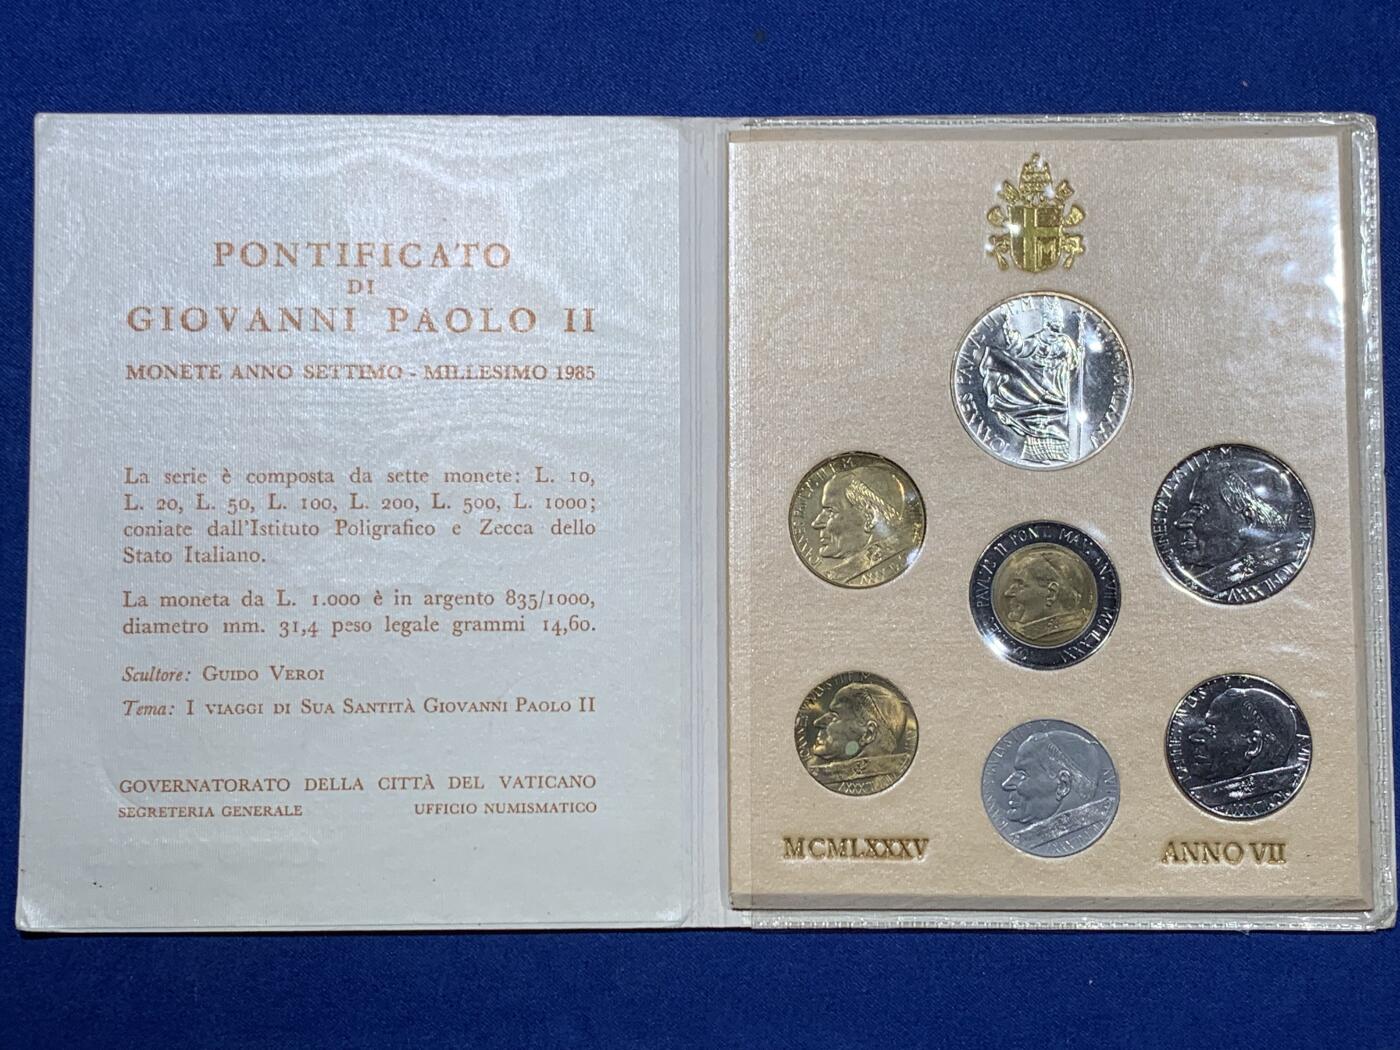 PONTIFICATO
DI
GIOVANNI PAOLO II
MONETE ANNO SETTIMO - MILLESIMO 1985
La serie è composta da sette monete: L. 10,
L. 20, L. 50, L. 100, L. 200, L. 500, L. 1000;
coniate dall'Istituto Poligrafico e Zecca dello
Stato Italiano.
La moneta da L. 1.000 è in argento 835/1000,
diametro mm. 31,4 peso legale grammi 14,60.
Scultore: GUIDO VEROI
Tema: I VIAGGI DI SUA SANTITÀ GIOVANNI PAOLO II
GOVERNATORATO DELLA CITTÀ DEL VATICANO
SEGRETERIA GENERALE UFFICIO NUMISMATICO
MCMLXXXV ANNO VII